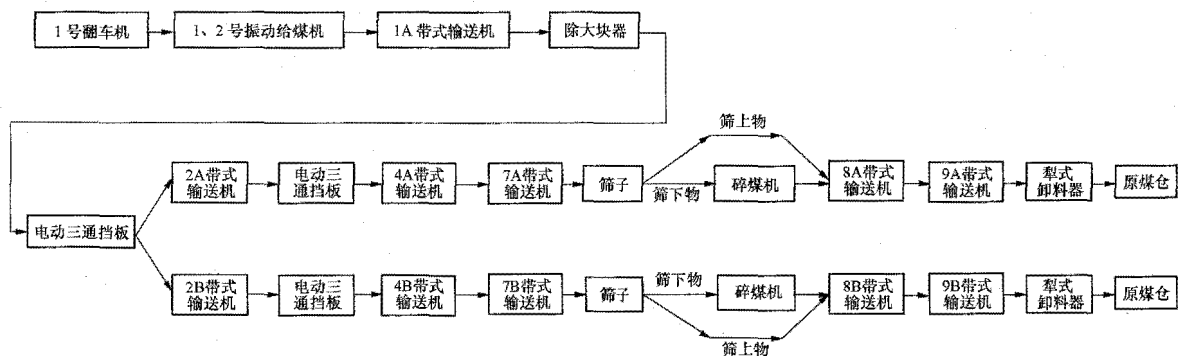 1号翻车机
1、2号振动给煤机
1A带式输送机
除大块器
电动三通挡板
2A带式
输送机
电动三
通挡板
4A带式
输送机
7A带式
输送机
筛子
筛上物
筛下物
碎煤机
8A带式
输送机
9A带式
输送机
犁式
卸料器
原煤仓
2B带式
输送机
电动三
通挡板
4B带式
输送机
7B带式
输送机
筛子
筛下物
筛上物
碎煤机
8B带式
输送机
9B带式
输送机
犁式
卸料器
原煤仓